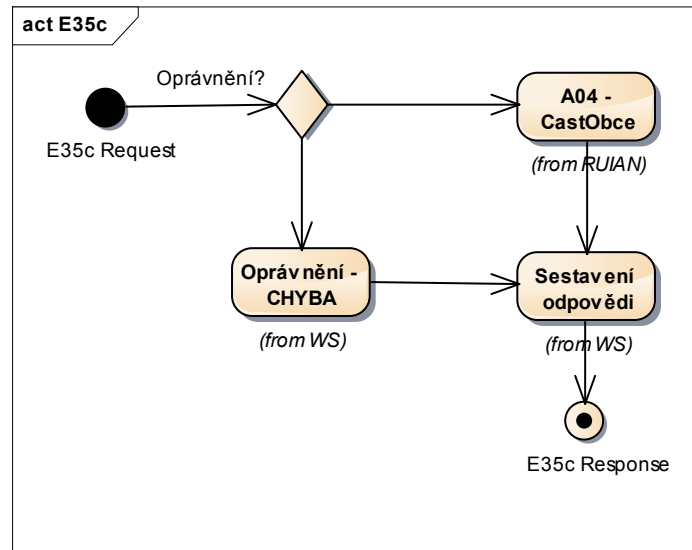 act E35c
Oprávnění?
E35c Request
A04 -
CastObce
(from RUIAN)
Oprávnění -
CHYBA
(from WS)
Sestavení
odpovědi
(from WS)
E35c Response